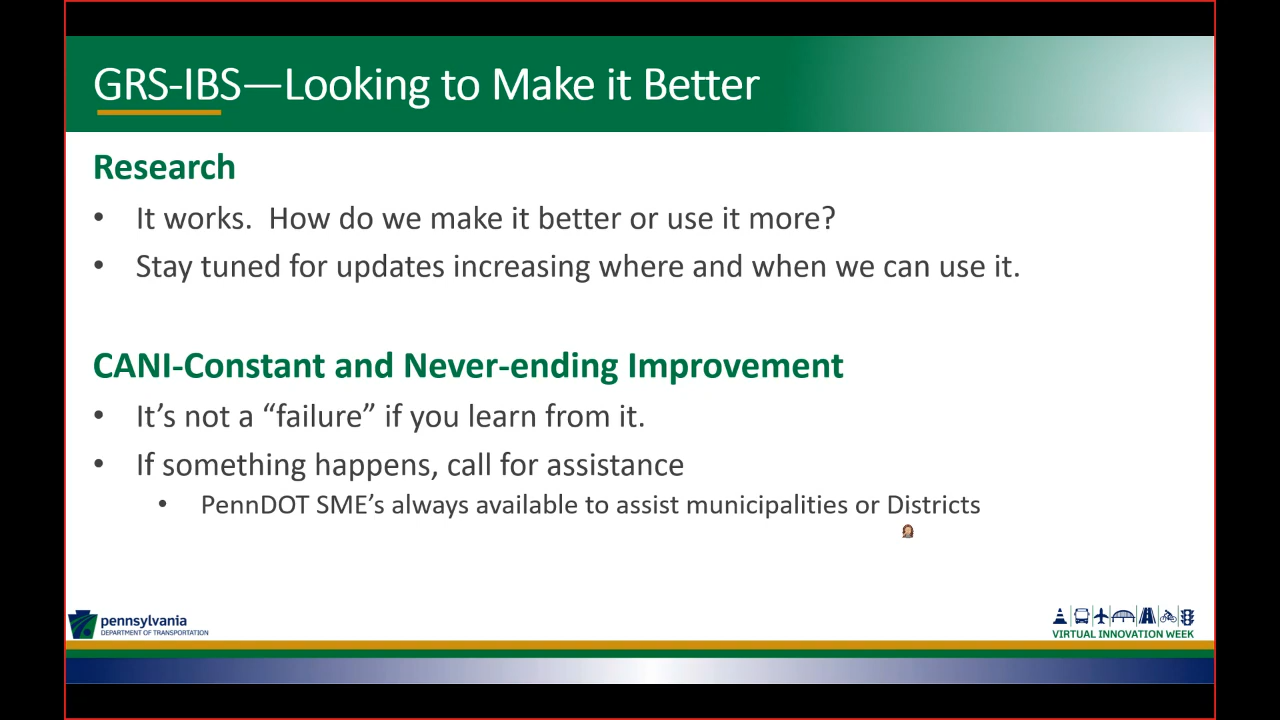 GRS-IBS—Looking to Make it Better
Research
• It works.  How do we make it better or use it more?
• Stay tuned for updates increasing where and when we can use it.
CANI-Constant and Never-ending Improvement
• It’s not a “failure” if you learn from it.
• If something happens, call for assistance
• PennDOT SME’s always available to assist municipalities or Districts
pennsylvania
DEPARTMENT OF TRANSPORTATION
VIRTUAL INNOVATION WEEK